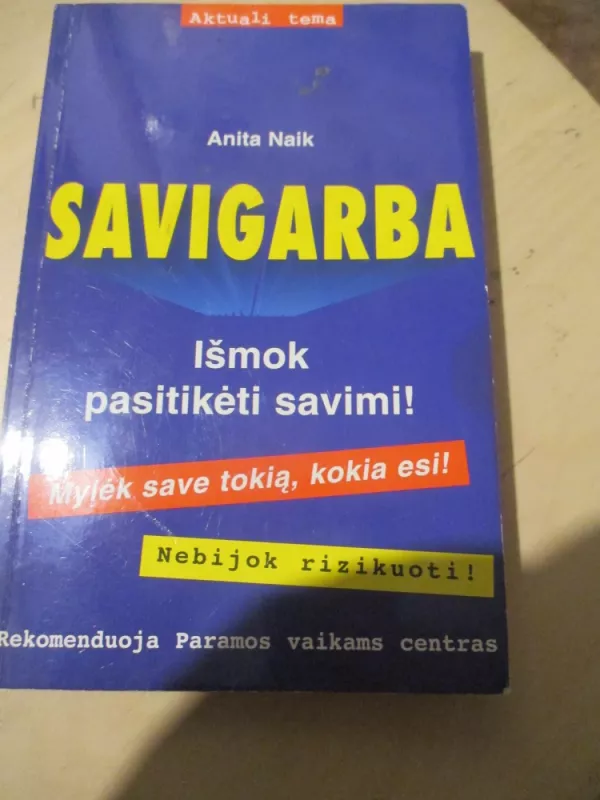 Aktuali tema
Anita Naik
SAVIGARBA
Išmok
pasitikėti savimi!
Mylėk save tokią, kokia esi!
Nebijok rizikuoti!
Rekomenduoja Paramos vaikams centras